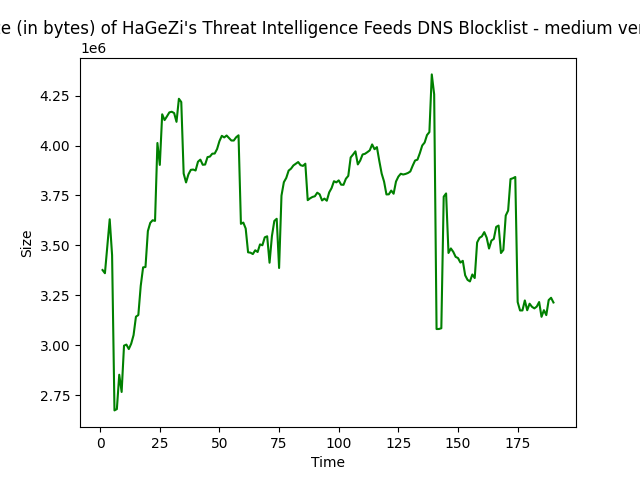 (in bytes) of HaGeZi's Threat Intelligence Feeds DNS Blocklist - medium
1e6
4.25
4.00
3.75
3.50
3.25
3.00
2.75
Size
0 25 50 75 100 125 150 175
Time